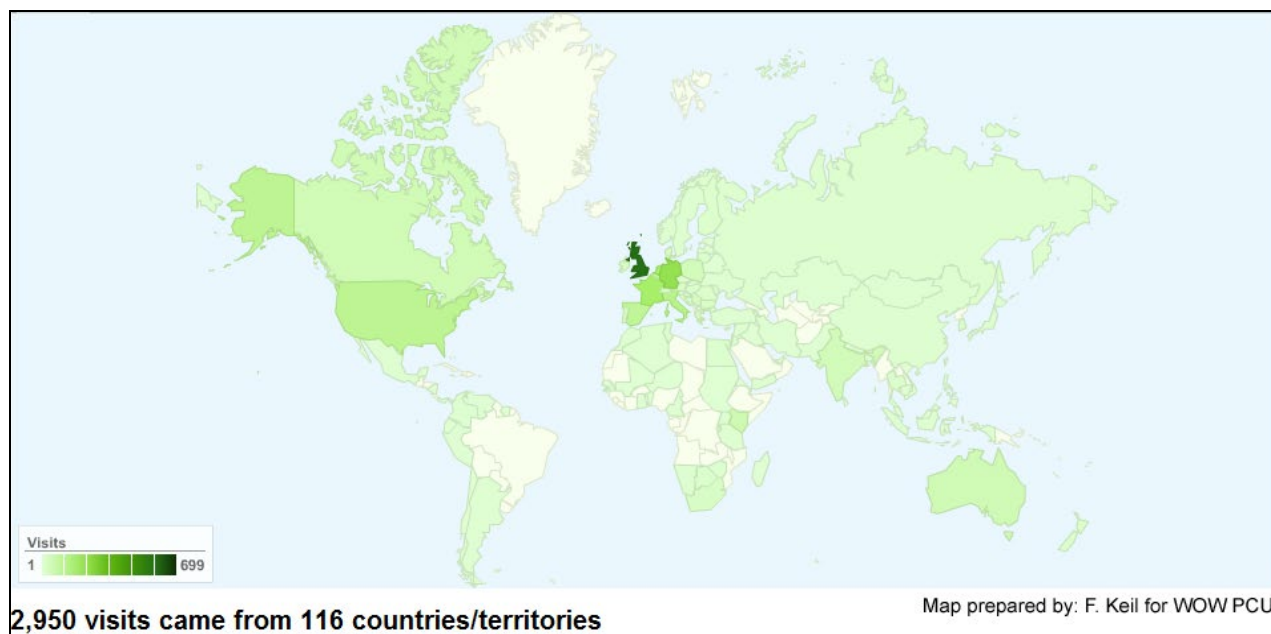 Visits
1 699
2,950 visits came from 116 countries/territories
Map prepared by: F. Keil for WOW PCU